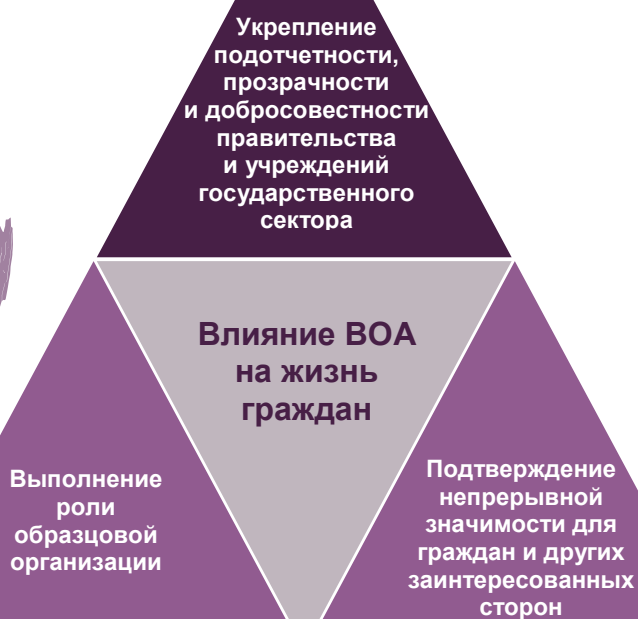 Укрепление
подотчетности,
прозрачности
и добросовестности
правительства
и учреждений
государственного
сектора
Влияние ВОА
на жизнь
граждан
Выполнение
роли
образцовой
организации
Подтверждение
непрерывной
значимости для
граждан и других
заинтересованных
сторон